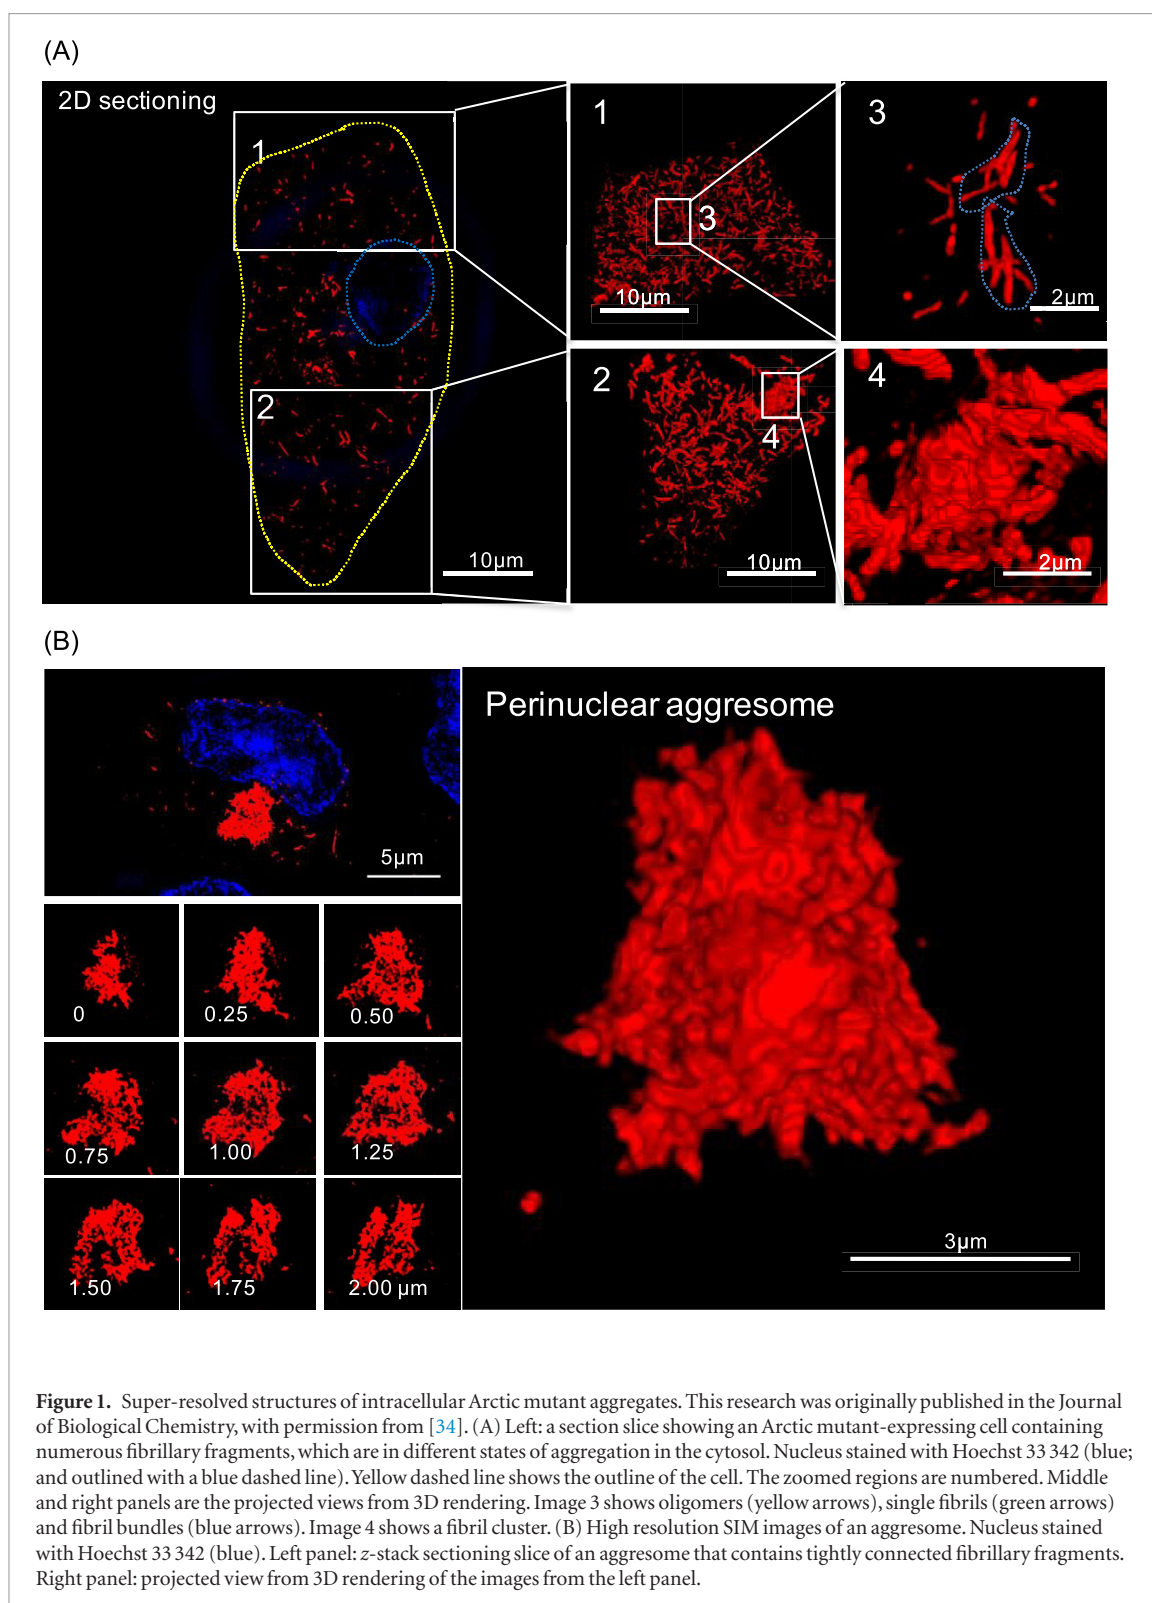 (A)
2D sectioning
1
2
10µm
1
3
10µm
3
2µm
2
4
10µm
4
2µm
(B)
5µm
0
0.25
0.50
0.75
1.00
1.25
1.50
1.75
2.00 µm
Perinuclear aggresome
3µm
Figure 1. Super-resolved structures of intracellular Arctic mutant aggregates. This research was originally published in the Journal
of Biological Chemistry, with permission from [34]. (A) Left: a section slice showing an Arctic mutant-expressing cell containing
numerous fibrillary fragments, which are in different states of aggregation in the cytosol. Nucleus stained with Hoechst 33 342 (blue;
and outlined with a blue dashed line). Yellow dashed line shows the outline of the cell. The zoomed regions are numbered. Middle
and right panels are the projected views from 3D rendering. Image 3 shows oligomers (yellow arrows), single fibrils (green arrows)
and fibril bundles (blue arrows). Image 4 shows a fibril cluster. (B) High resolution SIM images of an aggresome. Nucleus stained
with Hoechst 33 342 (blue). Left panel: z-stack sectioning slice of an aggresome that contains tightly connected fibrillary fragments.
Right panel: projected view from 3D rendering of the images from the left panel.